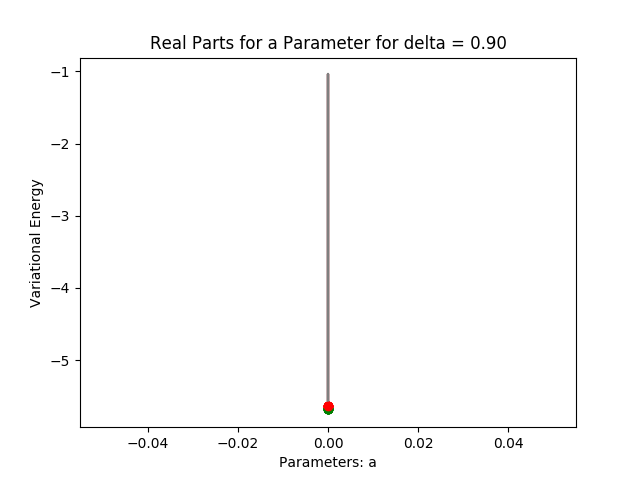 Real Parts for a Parameter for delta = 0.90
−1
−2
−3
−4
−5
Variational Energy
−0.04 −0.02 0.00 0.02 0.04
Parameters: a